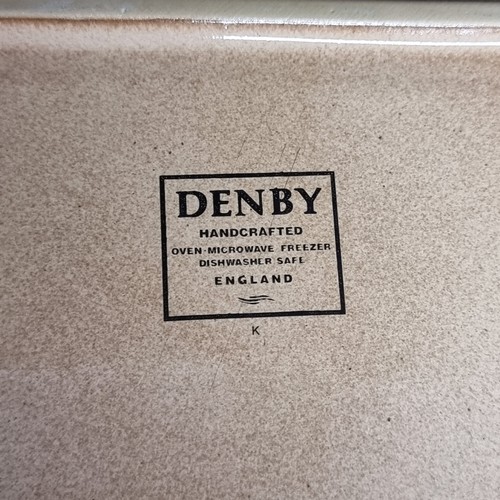 DENBY
HANDCRAFTED
OVEN-MICROWAVE FREEZER
DISHWASHER SAFE
ENGLAND
K